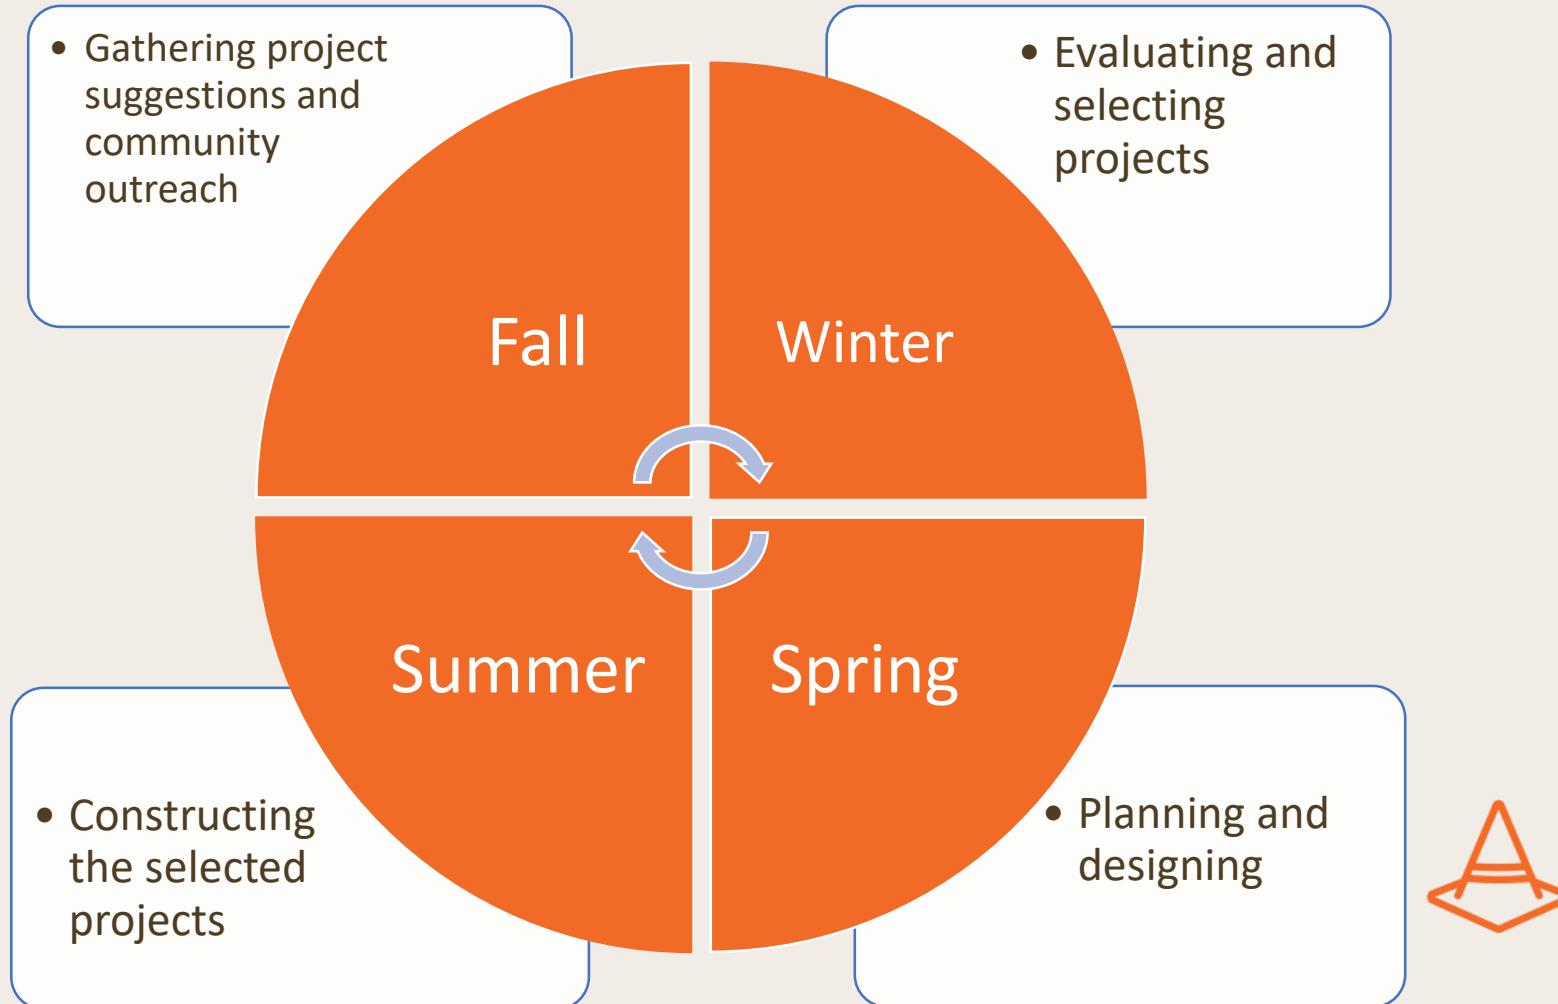 • Gathering project
suggestions and
community
outreach
• Evaluating and
selecting
projects
Fall
Winter
Summer
Spring
• Constructing
the selected
projects
• Planning and
designing